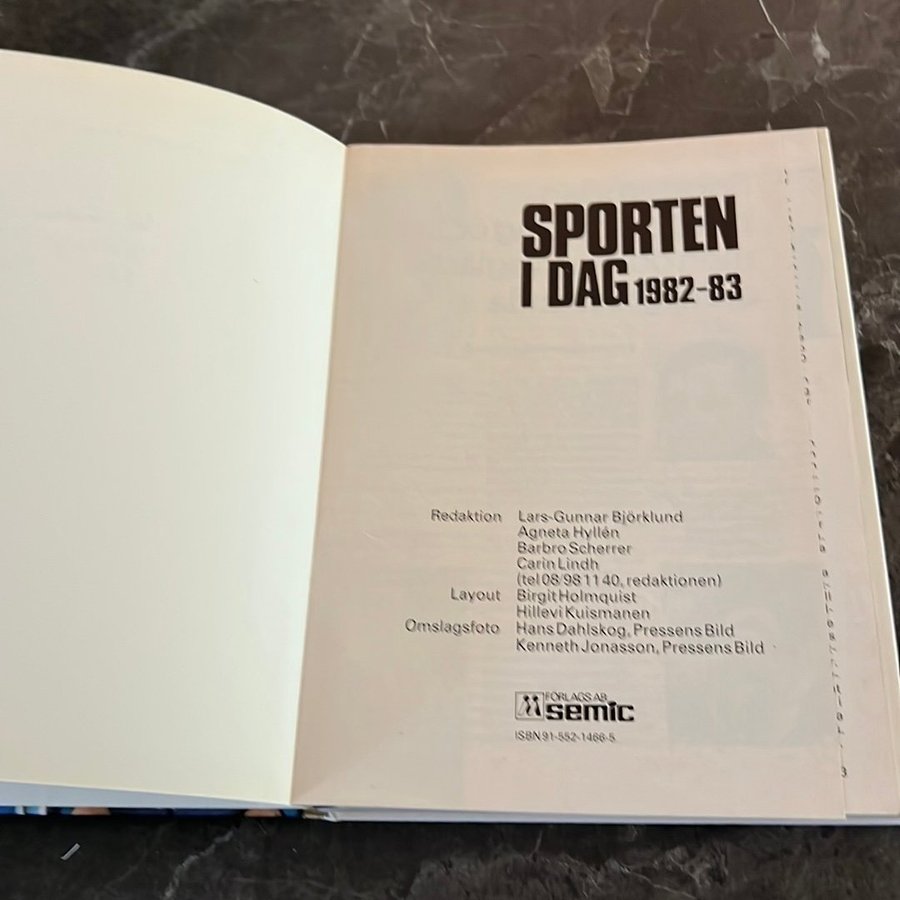 SPORTEN
I DAG 1982-83
Redaktion Lars-Gunnar Björklund
Agneta Hyllén
Barbro Scherrer
Carin Lindh
(tel 08/98 11 40, redaktionen)
Layout Birgit Holmquist
Hillevi Kuismanen
Omslagsfoto Hans Dahlskog, Pressens Bild
Kenneth Jonasson, Pressens Bild
FÖRLAGS AB
semic
ISBN 91-552-1466-5
3